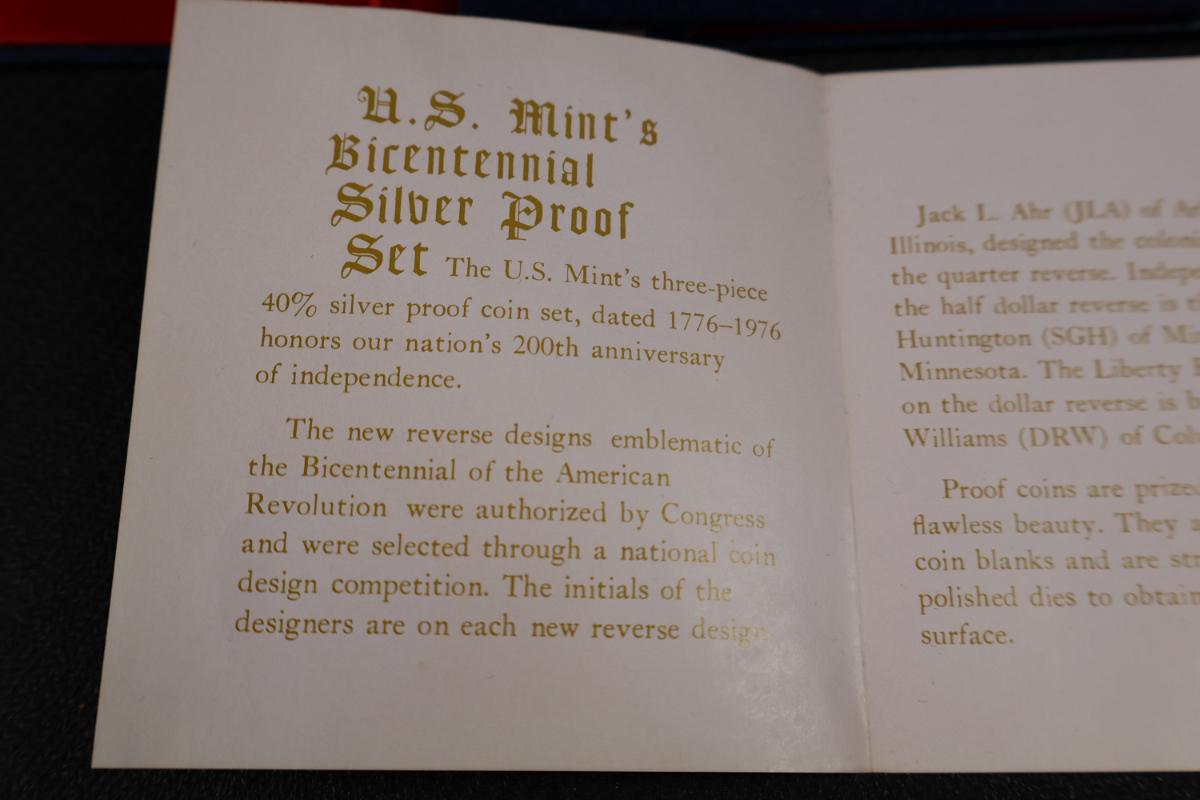 U.S. Mint's
Bicentennial
Silver Proof
Set The U.S. Mint's three-piece
40% silver proof coin set, dated 1776–1976
honors our nation's 200th anniversary
of independence.
The new reverse designs emblematic of
the Bicentennial of the American
Revolution were authorized by Congress
and were selected through a national coin
design competition. The initials of the
designers are on each new reverse design.
Jack L. Ahr (JLA) of
Illinois, designed the
the quarter reverse.
the half dollar reverse is
Huntington (SGH) of
Minnesota. The Liberty
on the dollar reverse is
Williams (DRW) of
Proof coins are
flawless beauty. They
coin blanks and are
polished dies to obtain
surface.